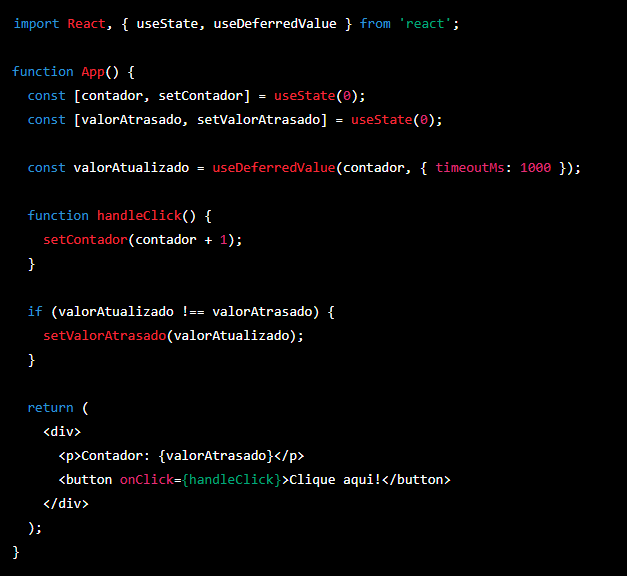 import React, { useState, useDeferredValue } from 'react';
function App() {
const [contador, setContador] = useState(0);
const [valorAtrasado, setValorAtrasado] = useState(0);
const valorAtualizado = useDeferredValue(contador, { timeoutMs: 1000 });
function handleClick() {
setContador(contador + 1);
}
if (valorAtualizado !== valorAtrasado) {
setValorAtrasado(valorAtualizado);
}
return (
<div>
<p>Contador: {valorAtrasado}</p>
<button onClick={handleClick}>Clique aqui!</button>
</div>
);
}